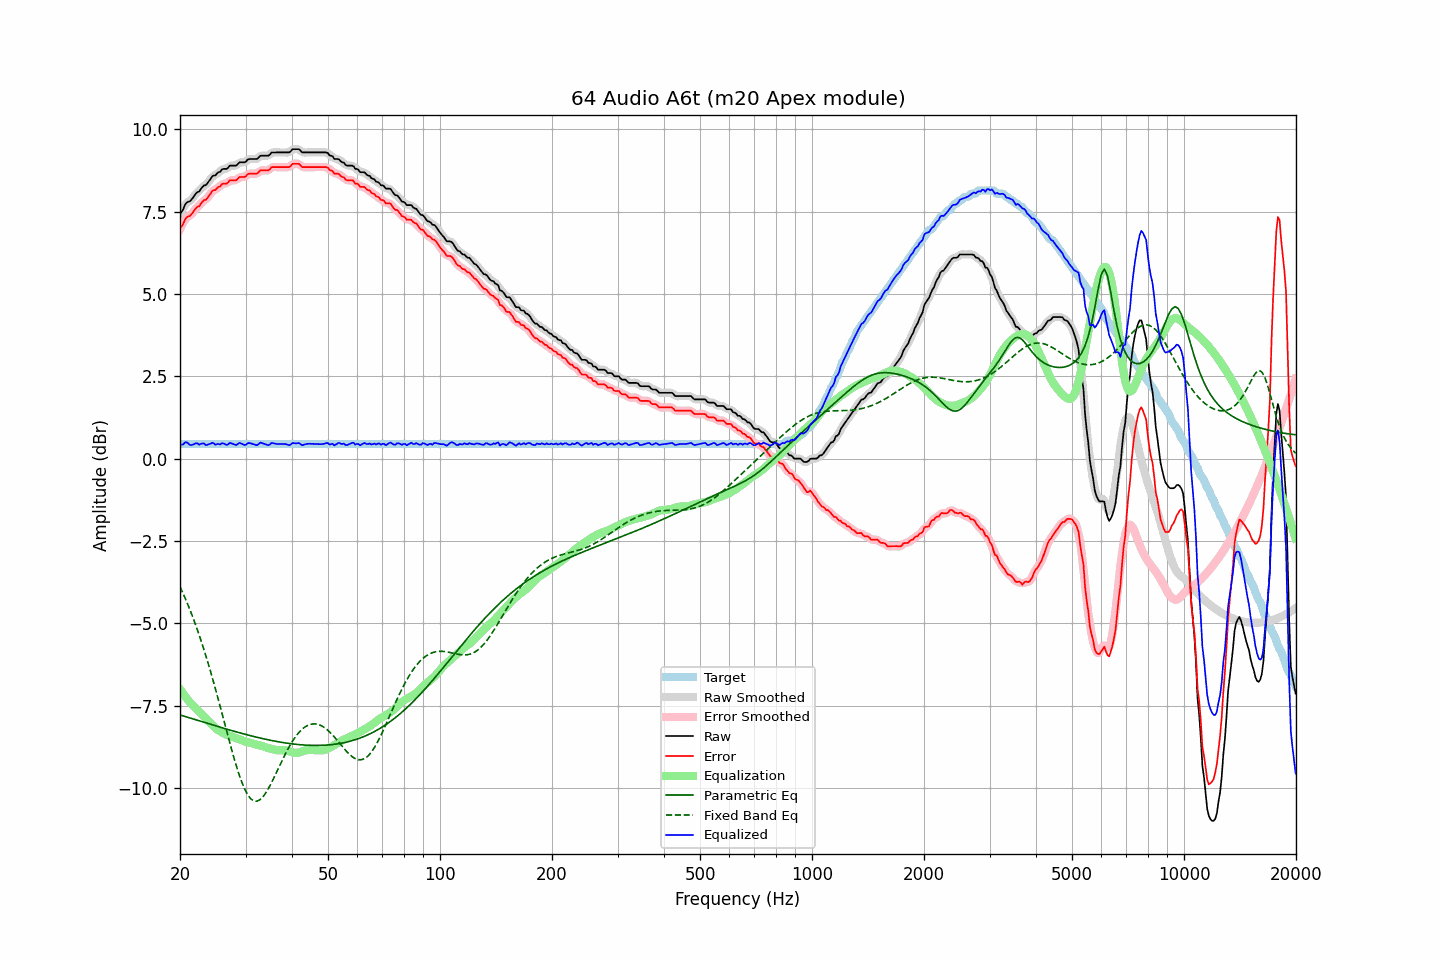 64 Audio A6t (m20 Apex module)
10.0
7.5
5.0
2.5
0.0
−2.5
−5.0
−7.5
−10.0
Amplitude (dBr)
Target
Raw Smoothed
Error Smoothed
Raw
Error
Equalization
Parametric Eq
Fixed Band Eq
Equalized
20 50 100 200 500 1000 2000 5000 10000 20000
Frequency (Hz)